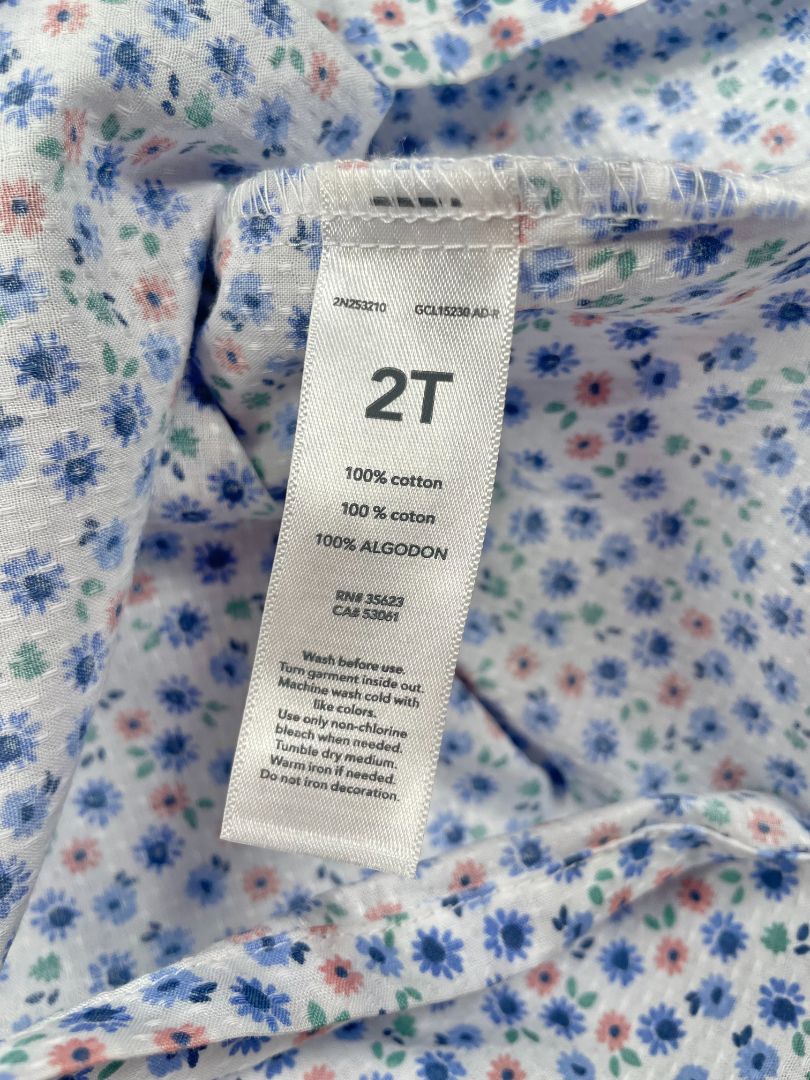 2N253210 GCL15230 AD-R
2T
100% cotton
100 % coton
100% ALGODON
RN# 35623
CA# 53061
Wash before use.
Turn garment inside out.
Machine wash cold with
like colors.
Use only non-chlorine
bleach when needed.
Tumble dry medium.
Warm iron if needed.
Do not iron decoration.